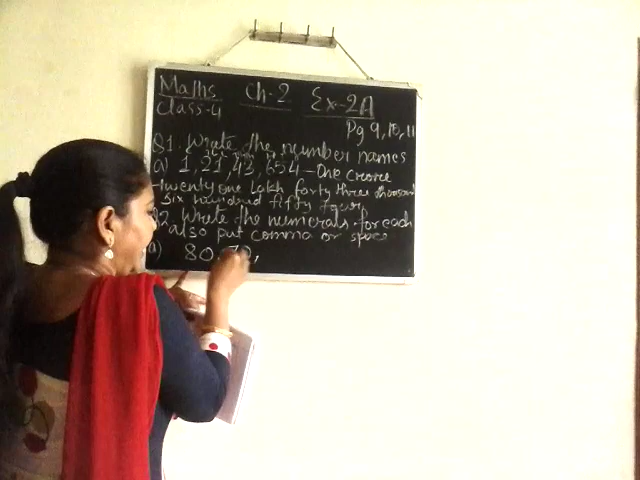 Maths Ch-2 Ex-2A
Class-4
Pg 9,10,11
Q1. Write the number names
a) 1,21,43,654 - One crore
twenty one lakh forty three thousand
six hundred fifty four
Q2. Write the numerals for each
also put comma or space
a) 80